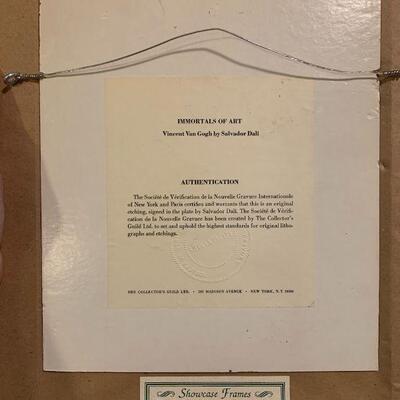 IMMORTALS OF ART
Vincent Van Gogh by Salvador Dali
AUTHENTICATION
The Société de Vérification de la Nouvelle Gravure Internationale
of New York and Paris certifies and warrants that this is an original
etching, signed in the plate by Salvador Dali. The Société de Vérifi-
cation de la Nouvelle Gravure has been created by The Collector's
Guild Ltd. to set and uphold the highest standards for original litho-
graphs and etchings.
THE COLLECTOR'S GUILD LTD. • MADISON AVENUE • NEW YORK, N.Y.
Showcase Frames